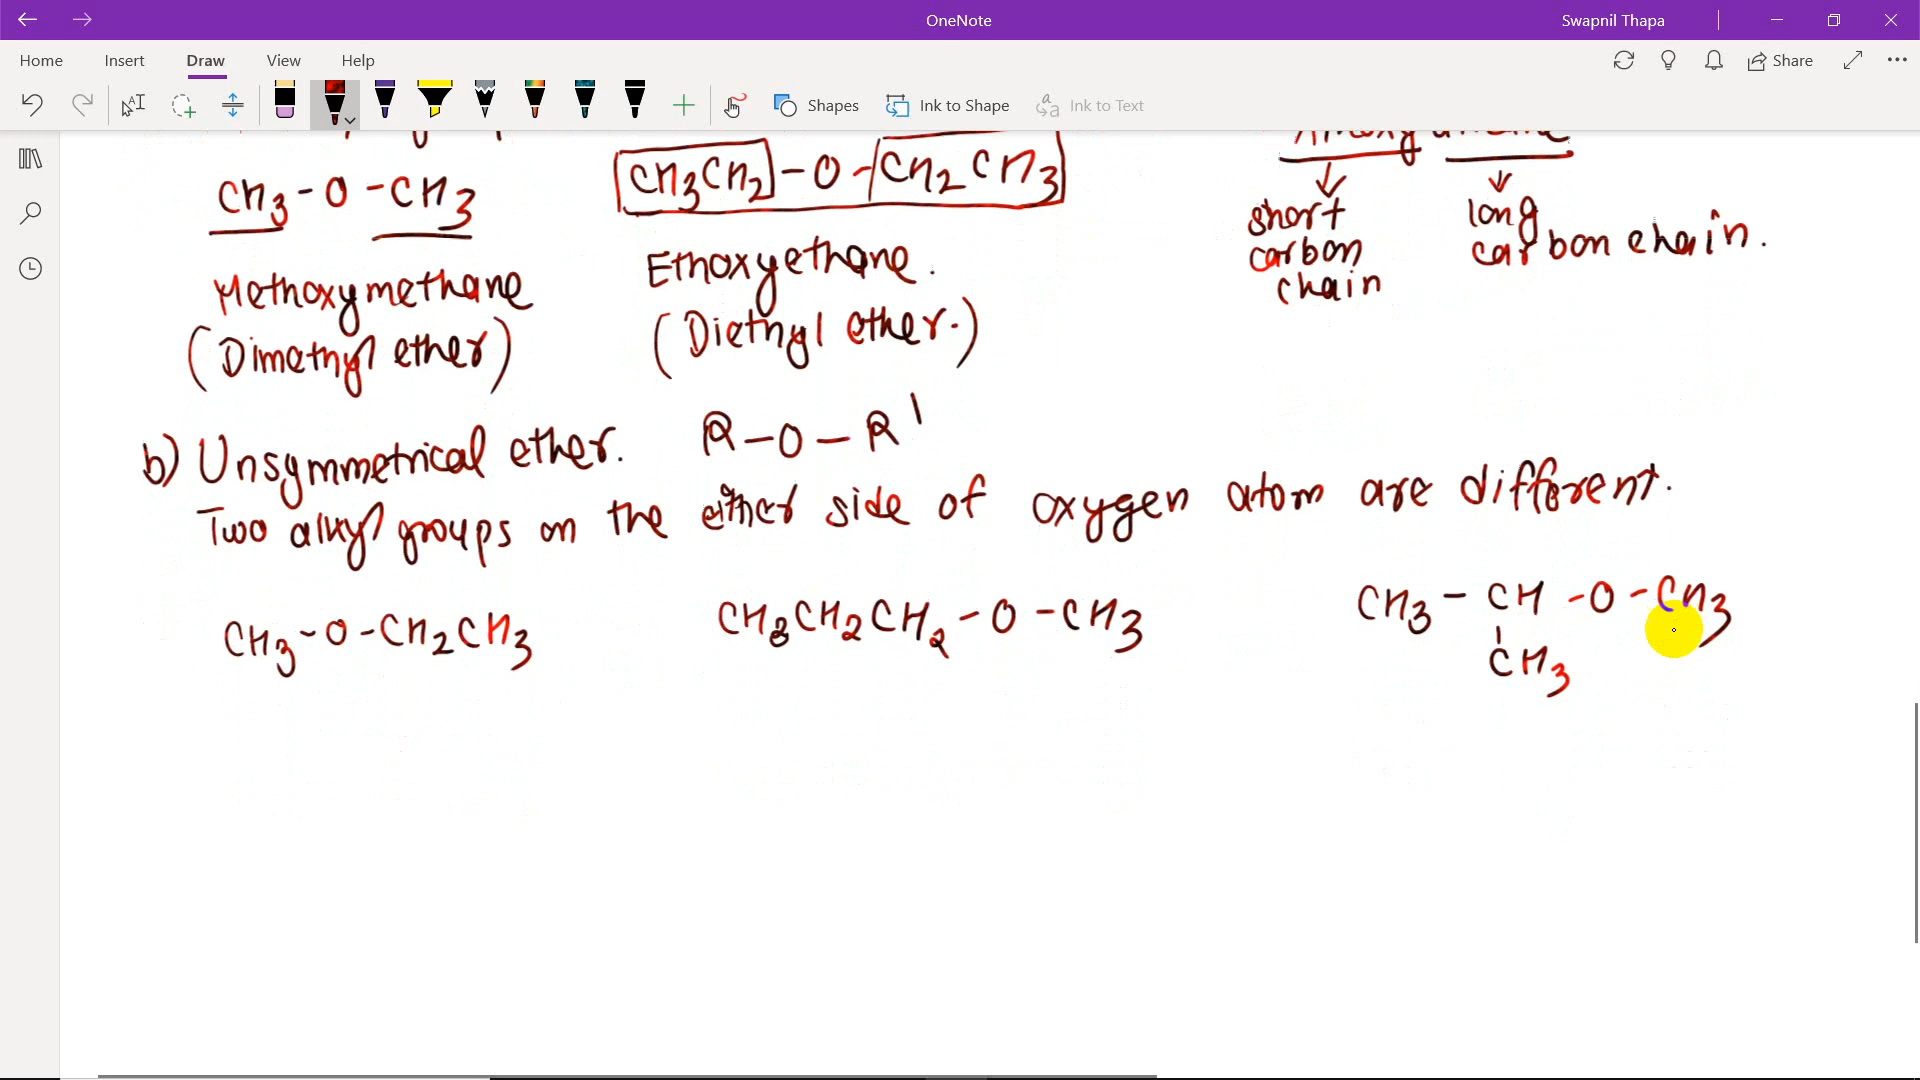 OneNote
Swapnil Thapa
Home Insert Draw View Help
Share
Shapes
Ink to Shape
Ink to Text
CH3-O-CH3
CH3CH2-O-CH2CH3
short carbon chain
long carbon chain.
Methoxymethane
(Dimethyl ether)
Ethoxyethane.
(Diethyl ether.)
b) Unsymmetrical ether. R-O-R'
Two alkyl groups on the either side of oxygen atom are different.
CH3-O-CH2CH3
CH3CH2CH2-O-CH3
CH3-CH-O-CH3
CH3